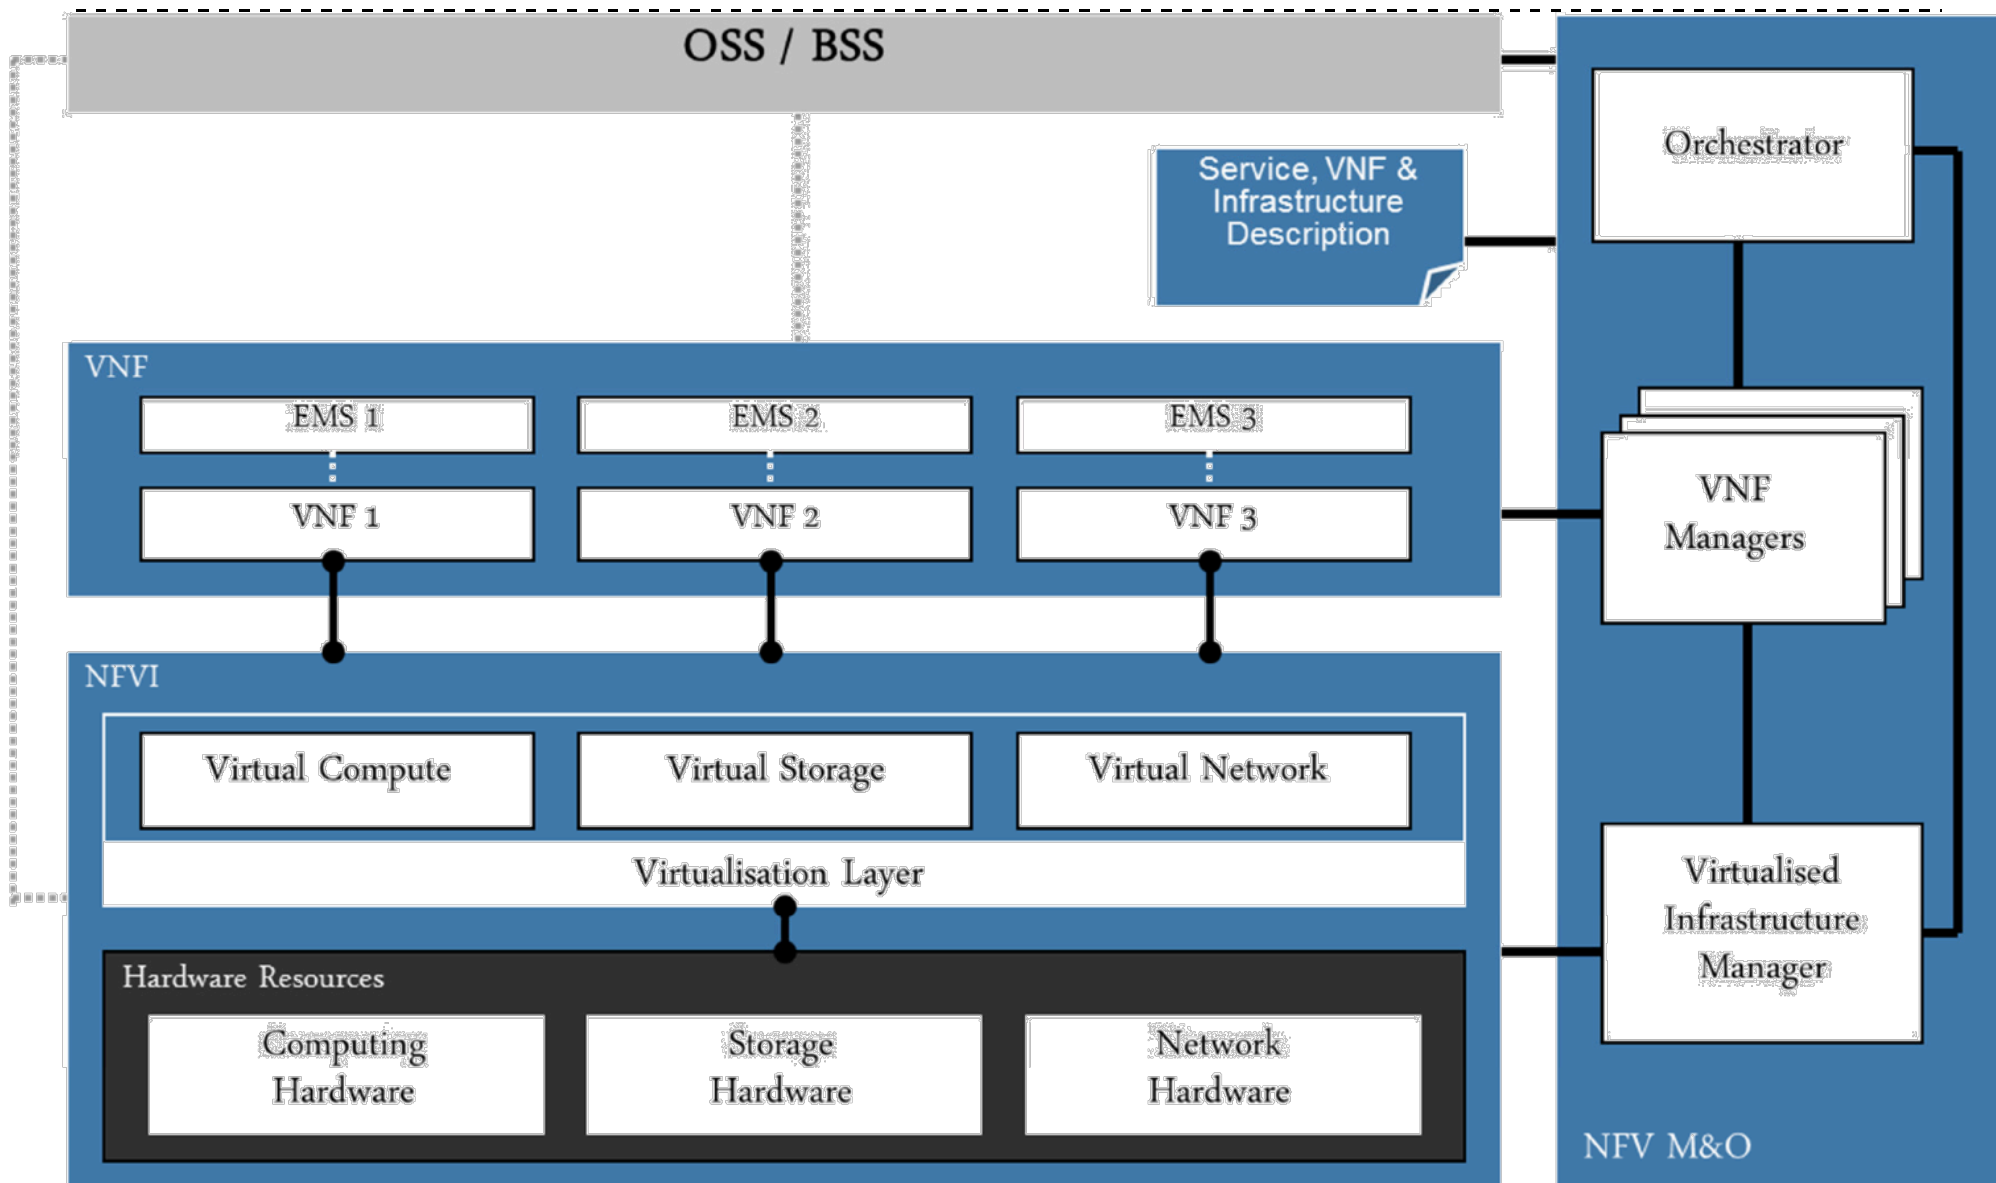 OSS / BSS
Orchestrator
Service, VNF &
Infrastructure
Description
VNF
EMS 1
EMS 2
EMS 3
VNF 1
VNF 2
VNF 3
VNF
Managers
NFVI
Virtual Compute
Virtual Storage
Virtual Network
Virtualisation Layer
Virtualised
Infrastructure
Manager
Hardware Resources
Computing
Hardware
Storage
Hardware
Network
Hardware
NFV M&O